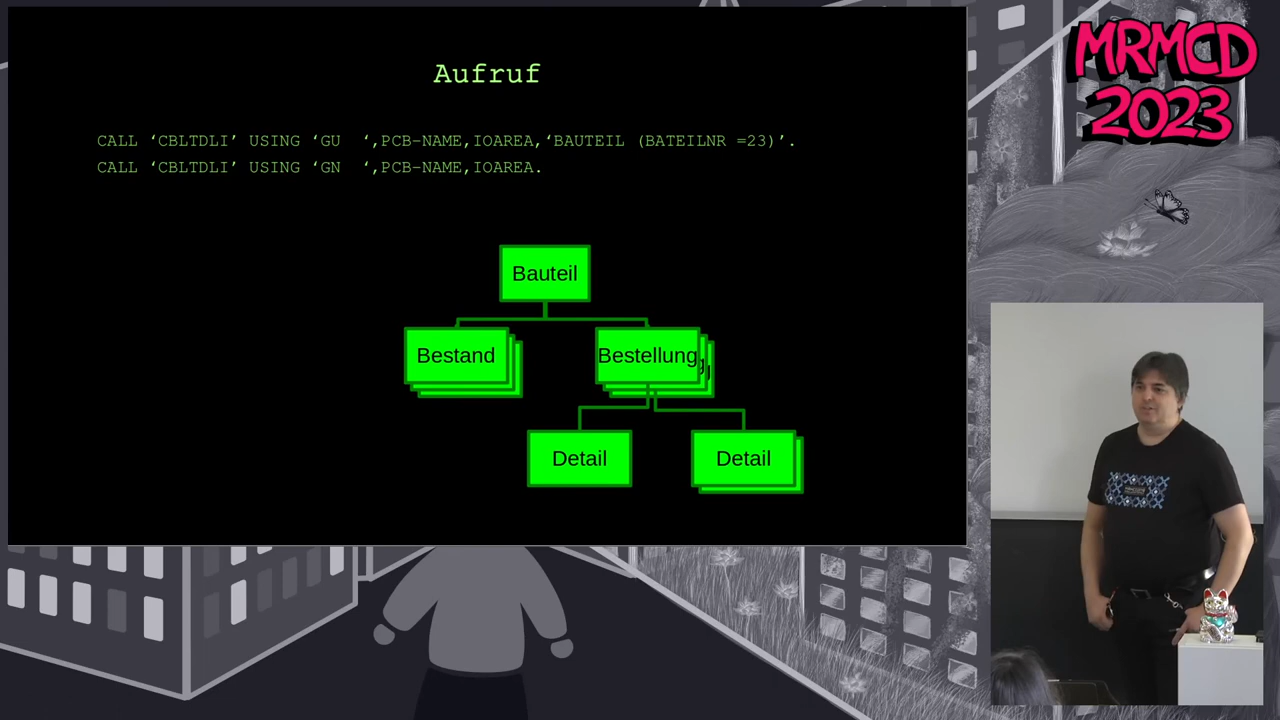 MRMCD
2023
Aufruf
CALL ‘CBLTDLI’ USING ‘GU  ‘,PCB-NAME,IOAREA,‘BAUTEIL (BATEILNR =23)’.
CALL ‘CBLTDLI’ USING ‘GN  ‘,PCB-NAME,IOAREA.
Bauteil
Bestand
Bestellung
Detail
Detail